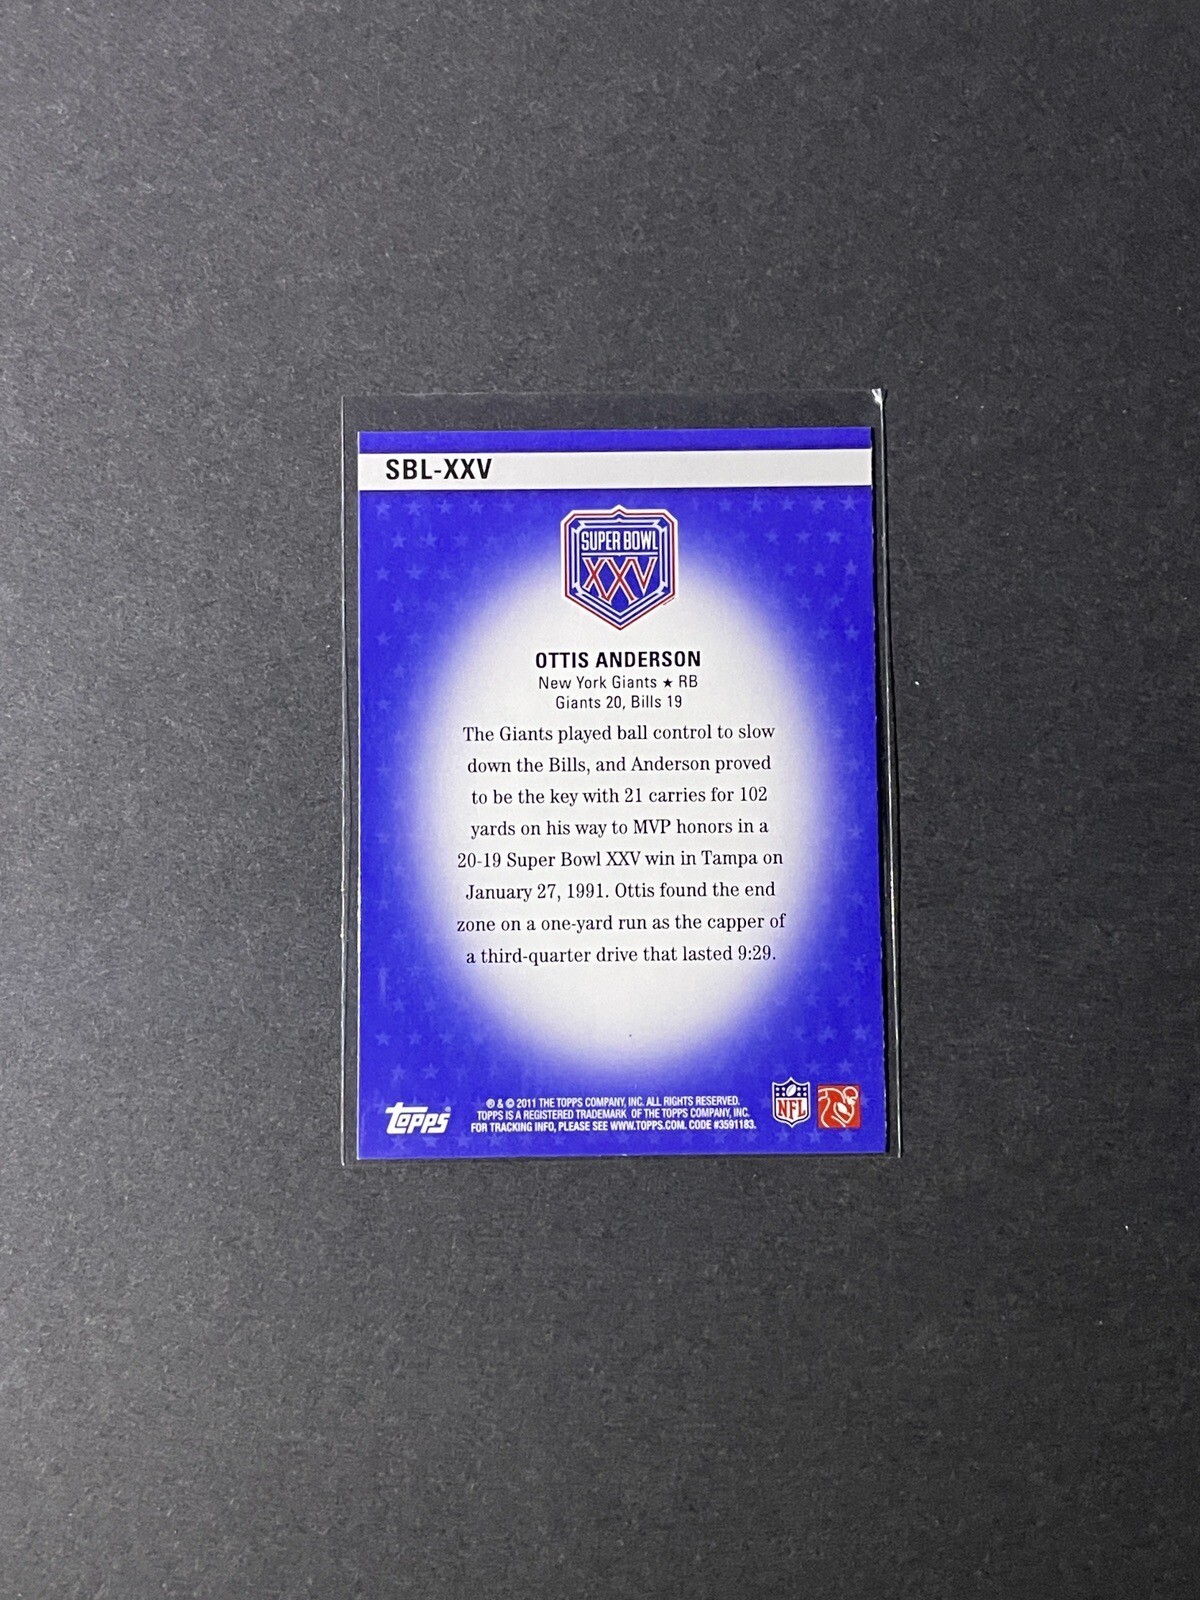 SBL-XXV
SUPER BOWL
XXV
OTTIS ANDERSON
New York Giants ★ RB
Giants 20, Bills 19
The Giants played ball control to slow
down the Bills, and Anderson proved
to be the key with 21 carries for 102
yards on his way to MVP honors in a
20-19 Super Bowl XXV win in Tampa on
January 27, 1991. Ottis found the end
zone on a one-yard run as the capper of
a third-quarter drive that lasted 9:29.
Topps®
® & © 2011 THE TOPPS COMPANY, INC. ALL RIGHTS RESERVED.
TOPPS IS A REGISTERED TRADEMARK OF THE TOPPS COMPANY, INC.
FOR TRACKING INFO, PLEASE SEE WWW.TOPPS.COM. CODE #3591183.
NFL